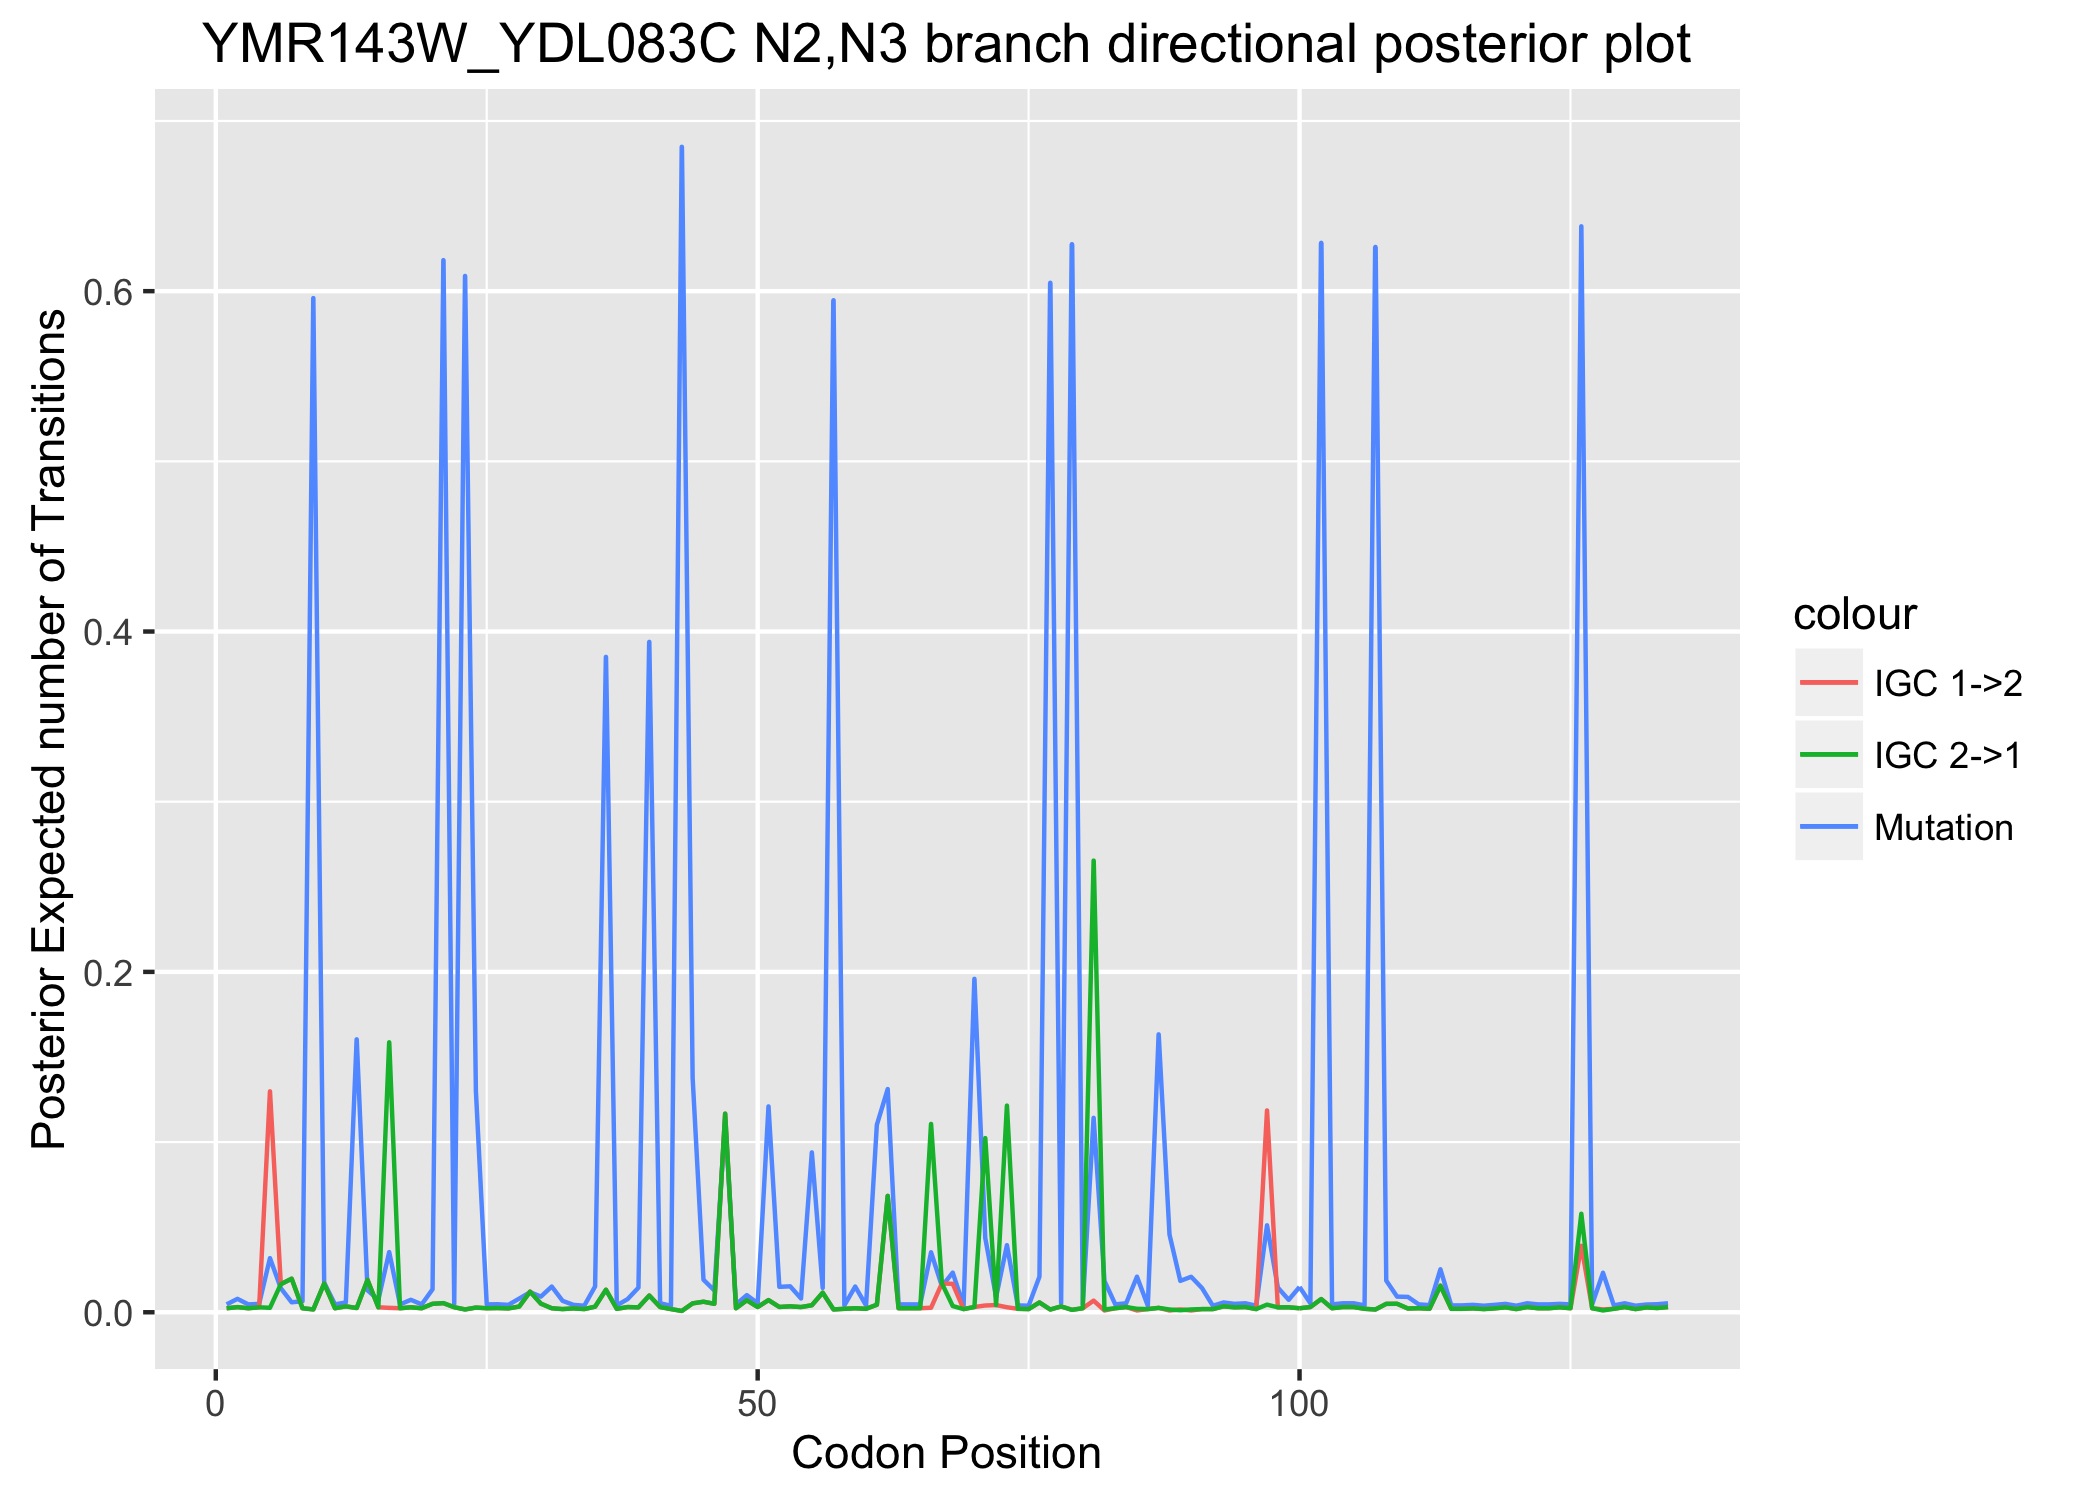 YMR143W_YDL083C N2,N3 branch directional posterior plot
Posterior Expected number of Transitions
0.6
0.4
0.2
0.0
0
50
100
Codon Position
colour
IGC 1->2
IGC 2->1
Mutation